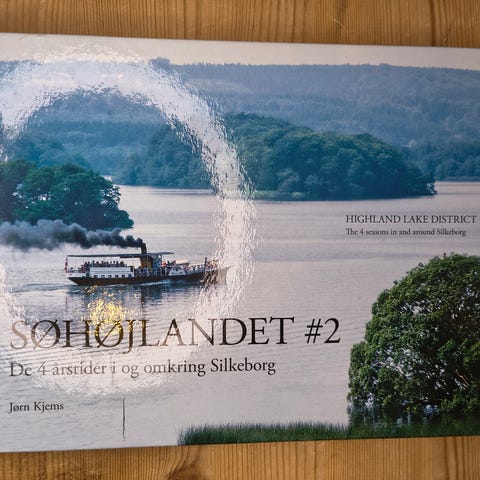 HIGHLAND LAKE DISTRICT
The 4 seasons in and around Silkeborg
SØHØJLANDET #2
De 4 årstider i og omkring Silkeborg
Jørn Kjems